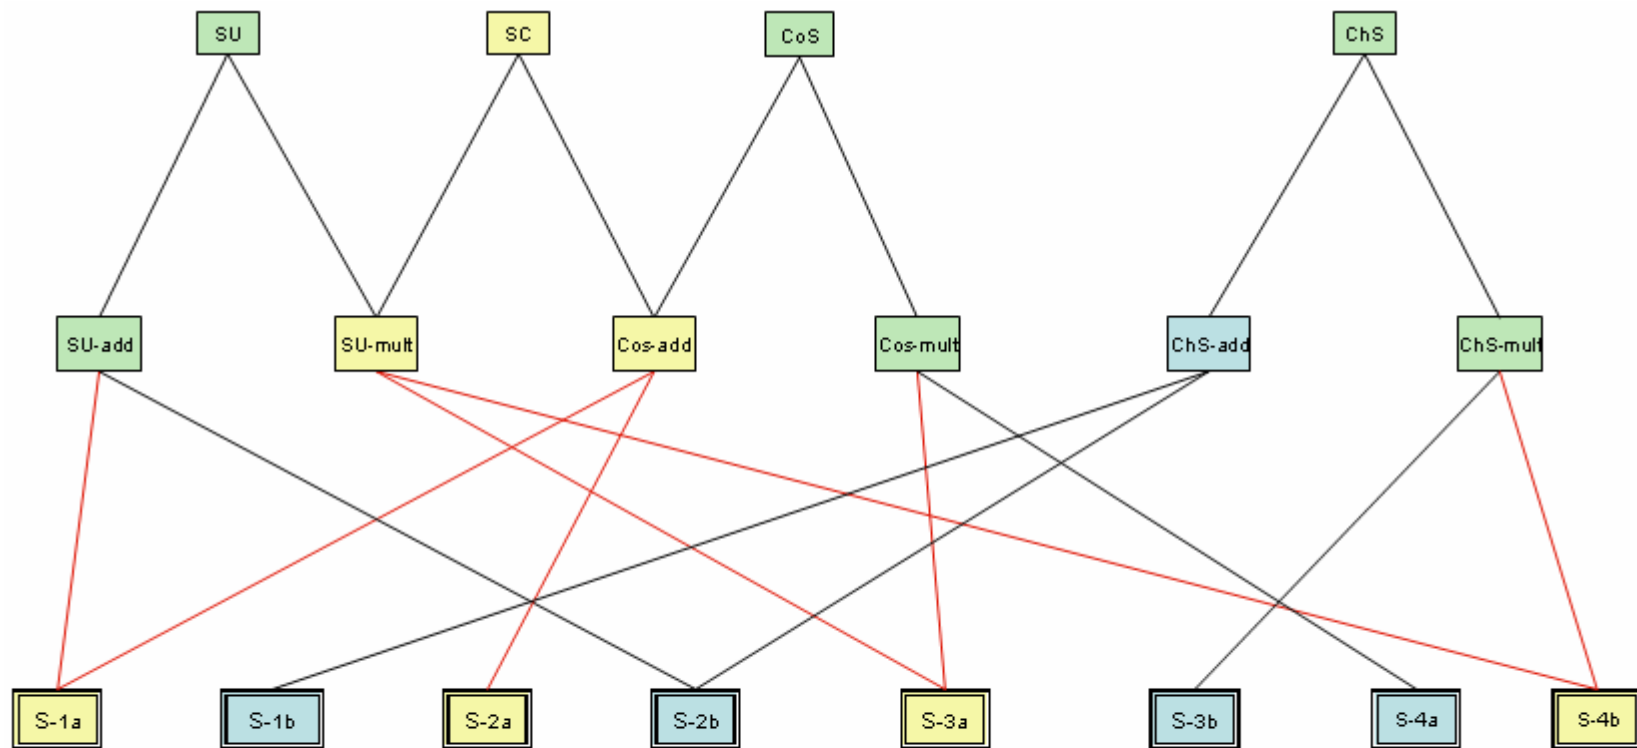 SU
SC
CoS
ChS
SU-add
SU-mult
Cos-add
Cos-mult
ChS-add
ChS-mult
S-1a
S-1b
S-2a
S-2b
S-3a
S-3b
S-4a
S-4b